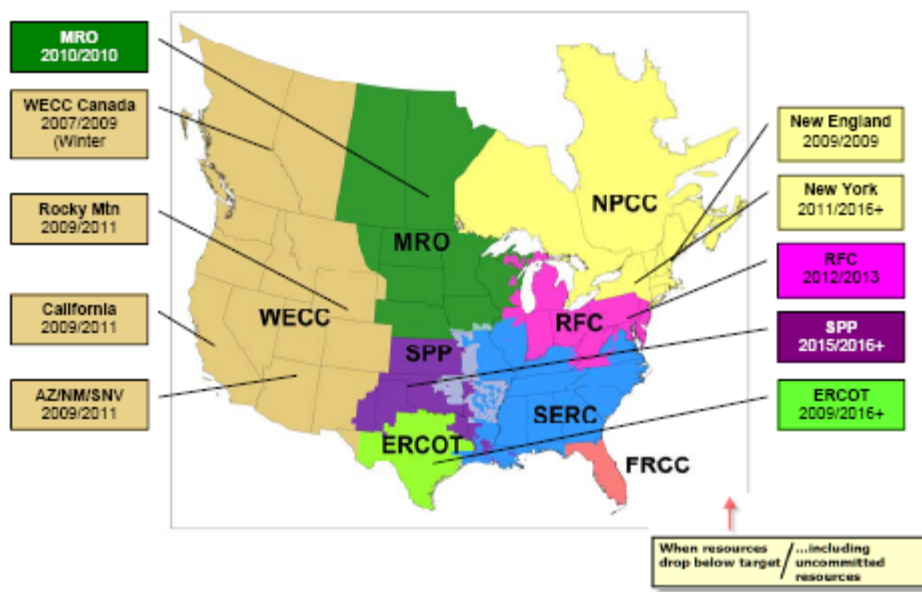 MRO
2010/2010
WECC Canada
2007/2009
(Winter
Rocky Mtn
2009/2011
California
2009/2011
AZ/NM/SNV
2009/2011
New England
2009/2009
New York
2011/2016+
RFC
2012/2013
SPP
2015/2016+
ERCOT
2009/2016+
NPCC
MRO
WECC
RFC
SPP
SERC
ERCOT
FRCC
When resources
drop below target
/
...including
uncommitted
resources